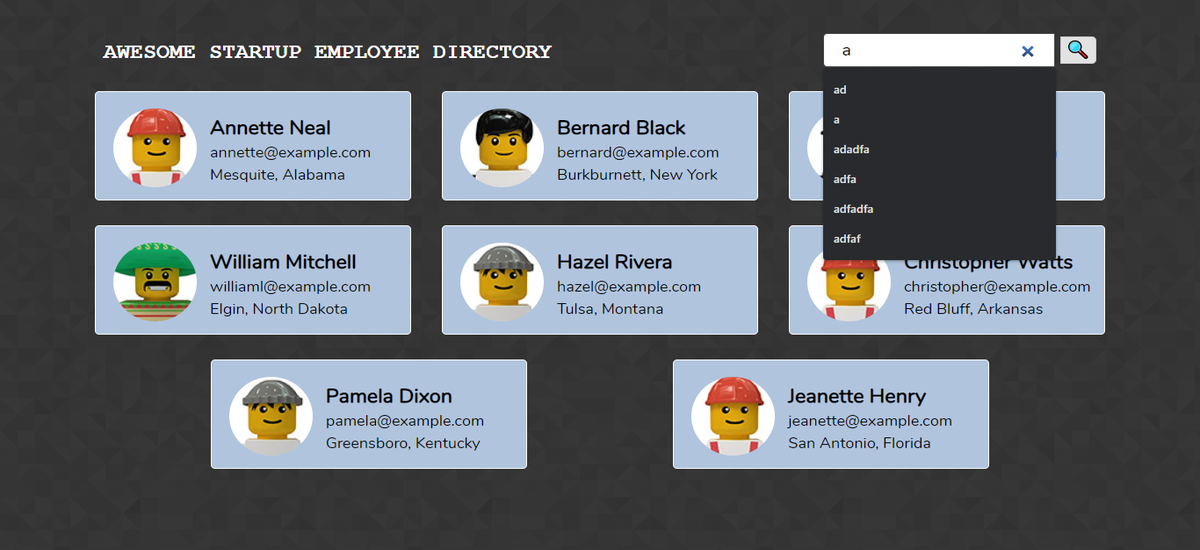 AWESOME STARTUP EMPLOYEE DIRECTORY
a
ad
a
adadfa
adfa
adfadfa
adfaf
Annette Neal
annette@example.com
Mesquite, Alabama
Bernard Black
bernard@example.com
Burkburnett, New York
William Mitchell
williaml@example.com
Elgin, North Dakota
Hazel Rivera
hazel@example.com
Tulsa, Montana
Christopher Watts
christopher@example.com
Red Bluff, Arkansas
Pamela Dixon
pamela@example.com
Greensboro, Kentucky
Jeanette Henry
jeanette@example.com
San Antonio, Florida